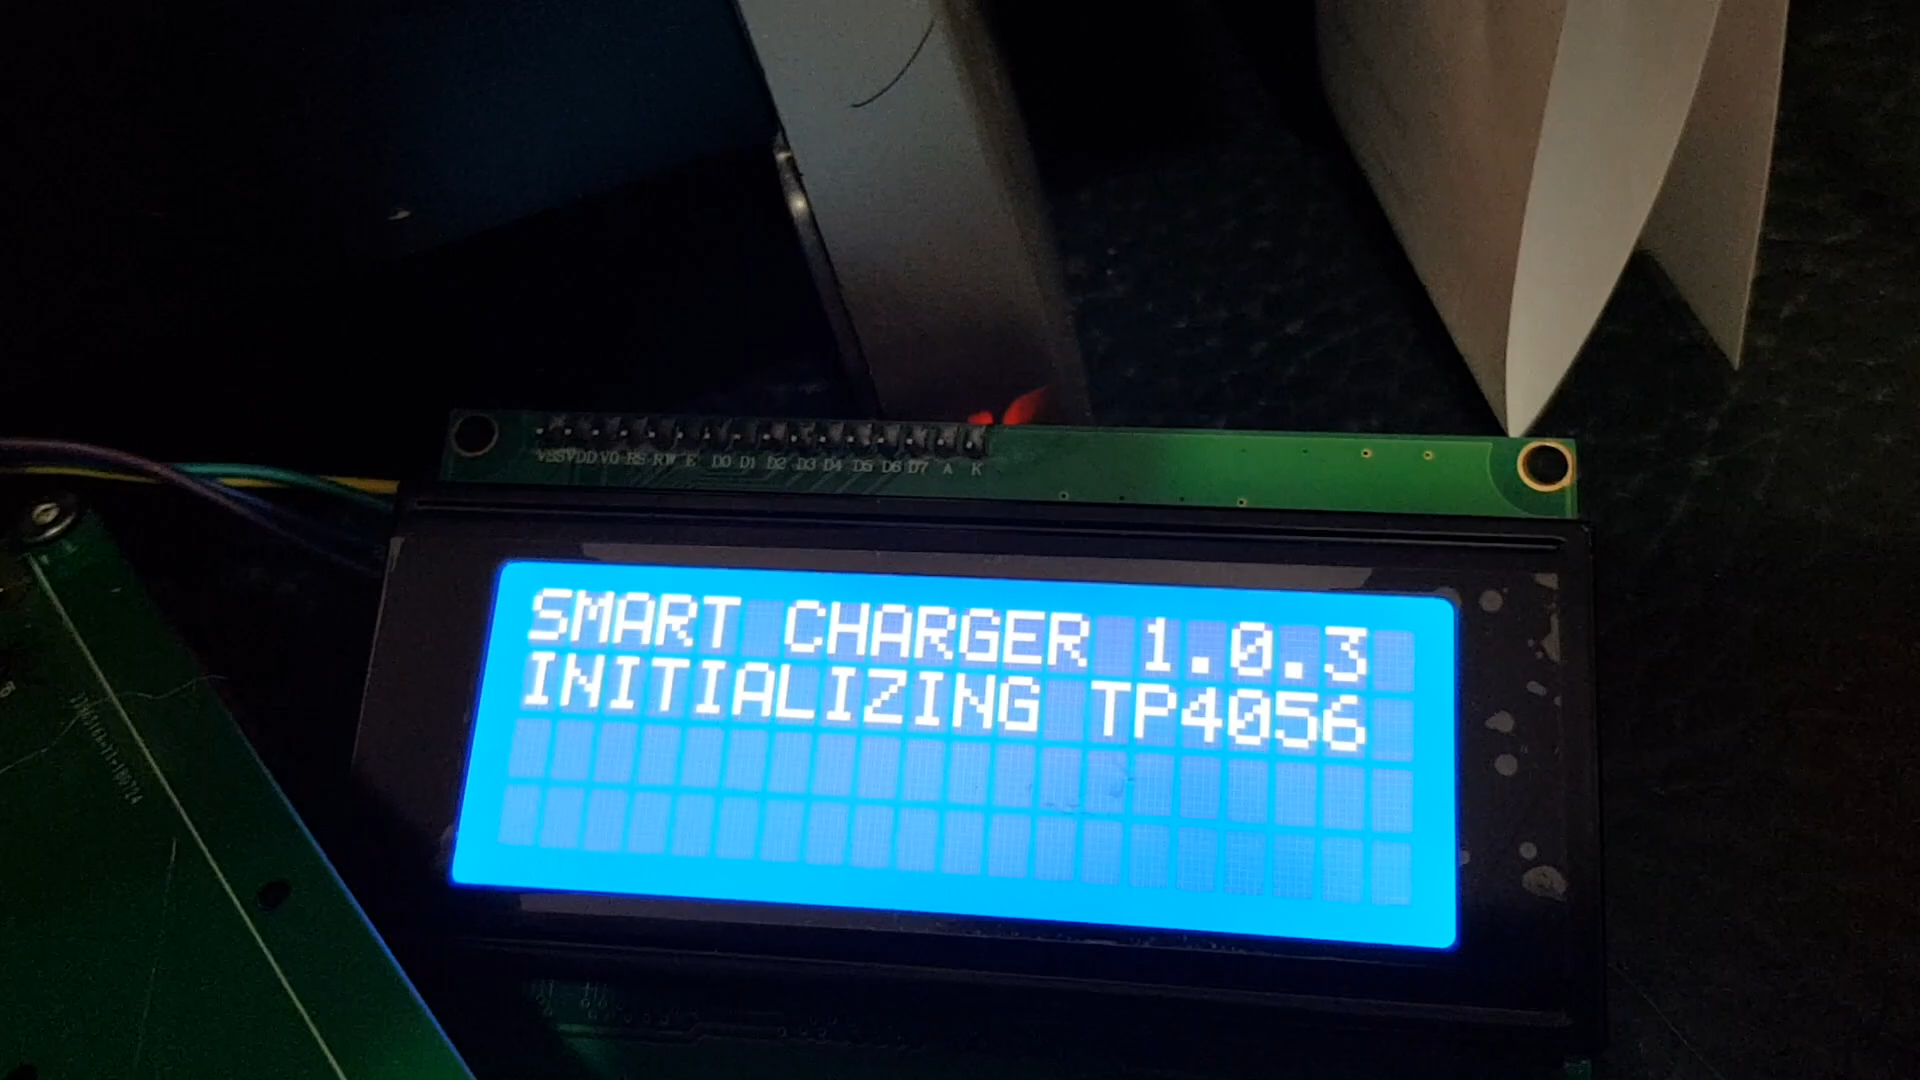 VSS VDD V0 RS RW E D0 D1 D2 D3 D4 D5 D6 D7 A K
SMART CHARGER 1.0.3
INITIALIZING TP4056